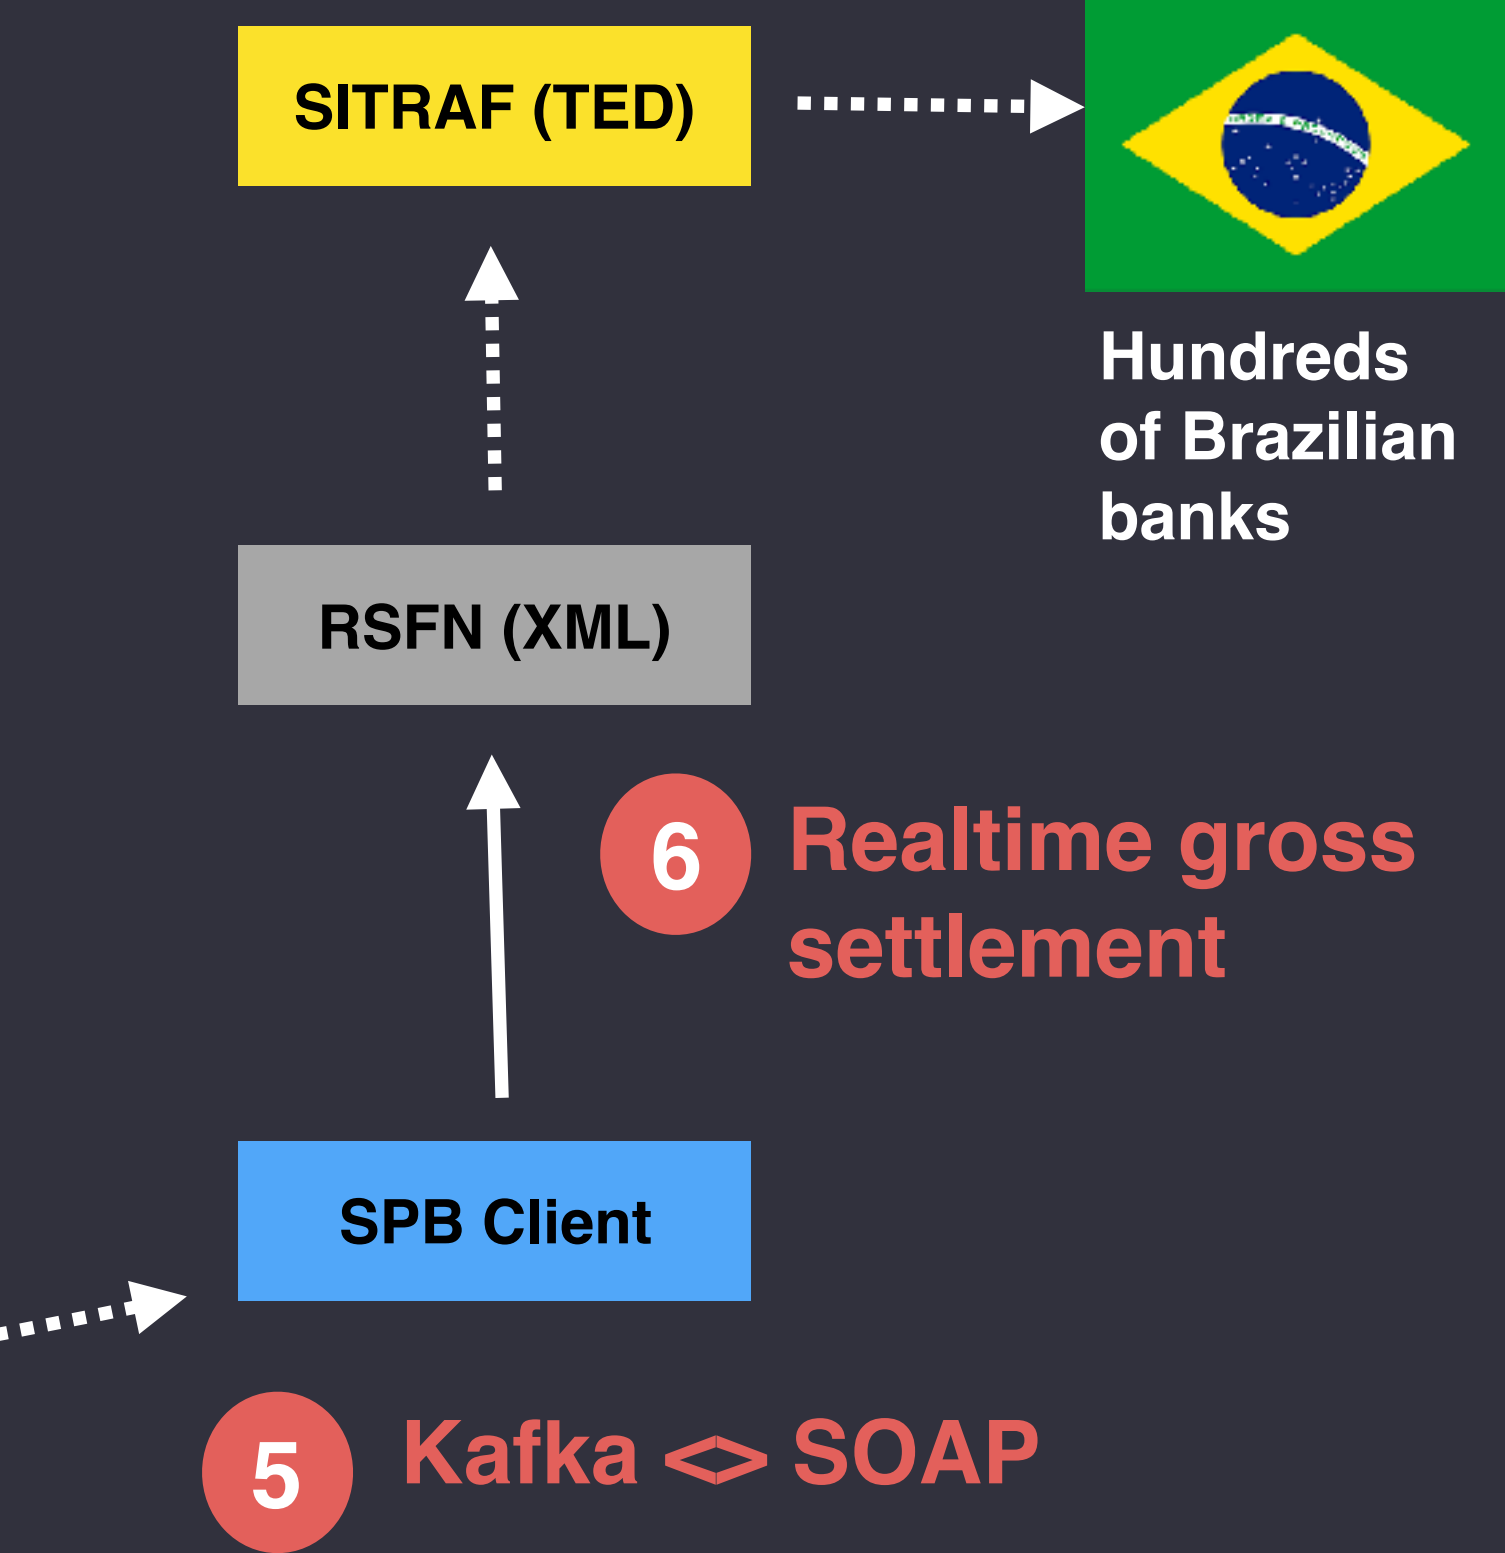 SITRAF (TED)
Hundreds
of Brazilian
banks
RSFN (XML)
6
Realtime gross
settlement
SPB Client
5
Kafka <> SOAP